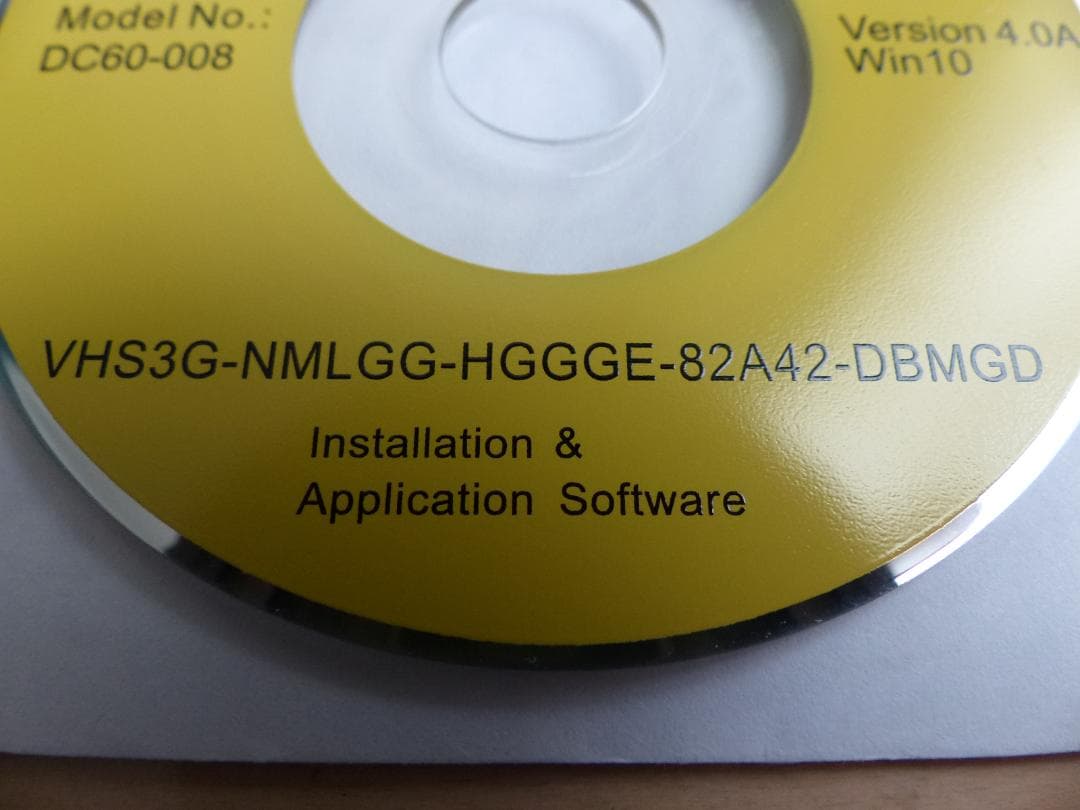 Model No.:
DC60-008
Version 4.0A
Win10
VHS3G-NMLGG-HGGGE-82A42-DBMGD
Installation &
Application Software